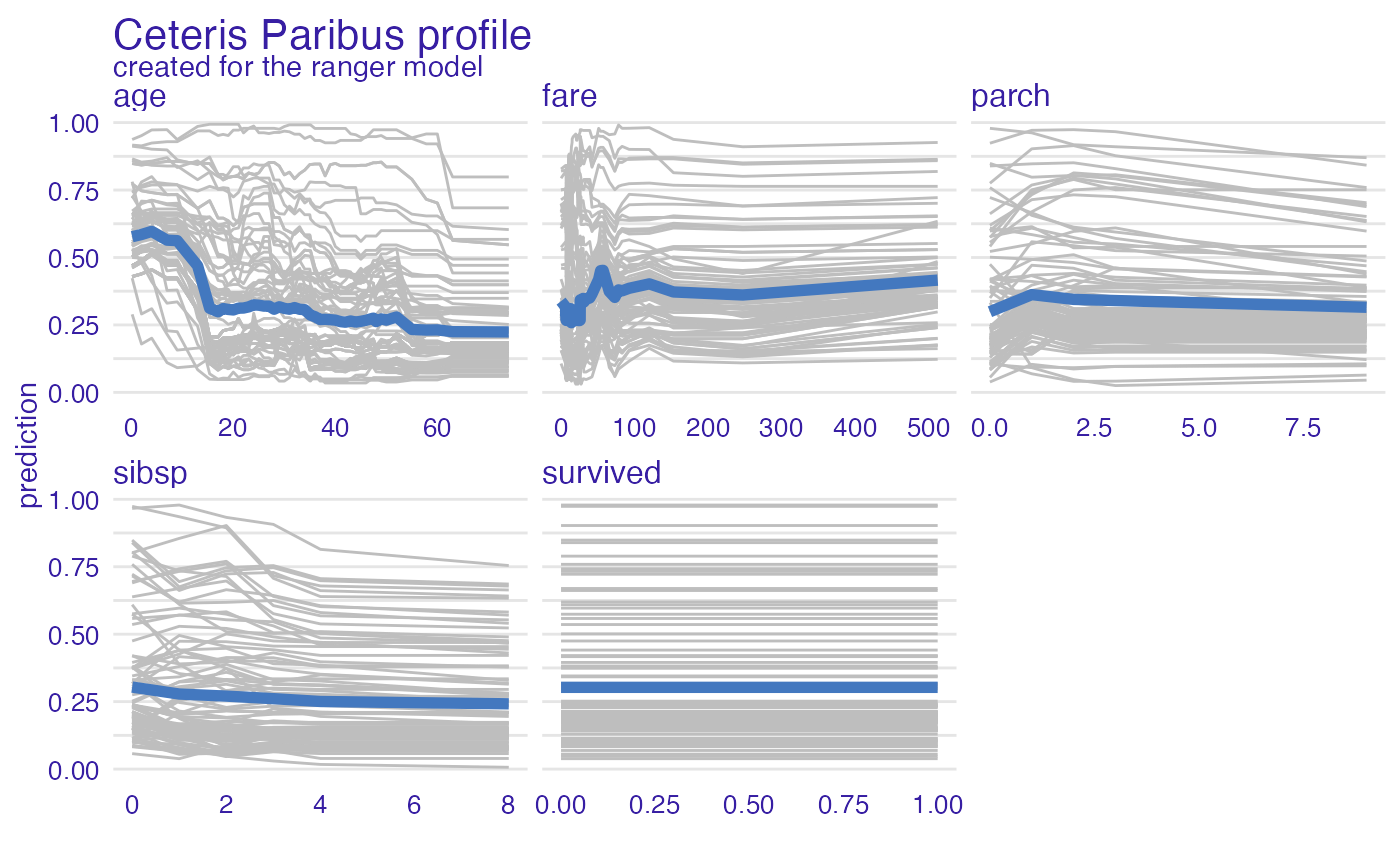 Ceteris Paribus profile
created for the ranger model
age fare parch
1.00
0.75
0.50
0.25
0.00
0 20 40 60 0 100 200 300 400 500 0.0 2.5 5.0 7.5
prediction
sibsp survived
1.00
0.75
0.50
0.25
0.00
0 2 4 6 8 0.00 0.25 0.50 0.75 1.00